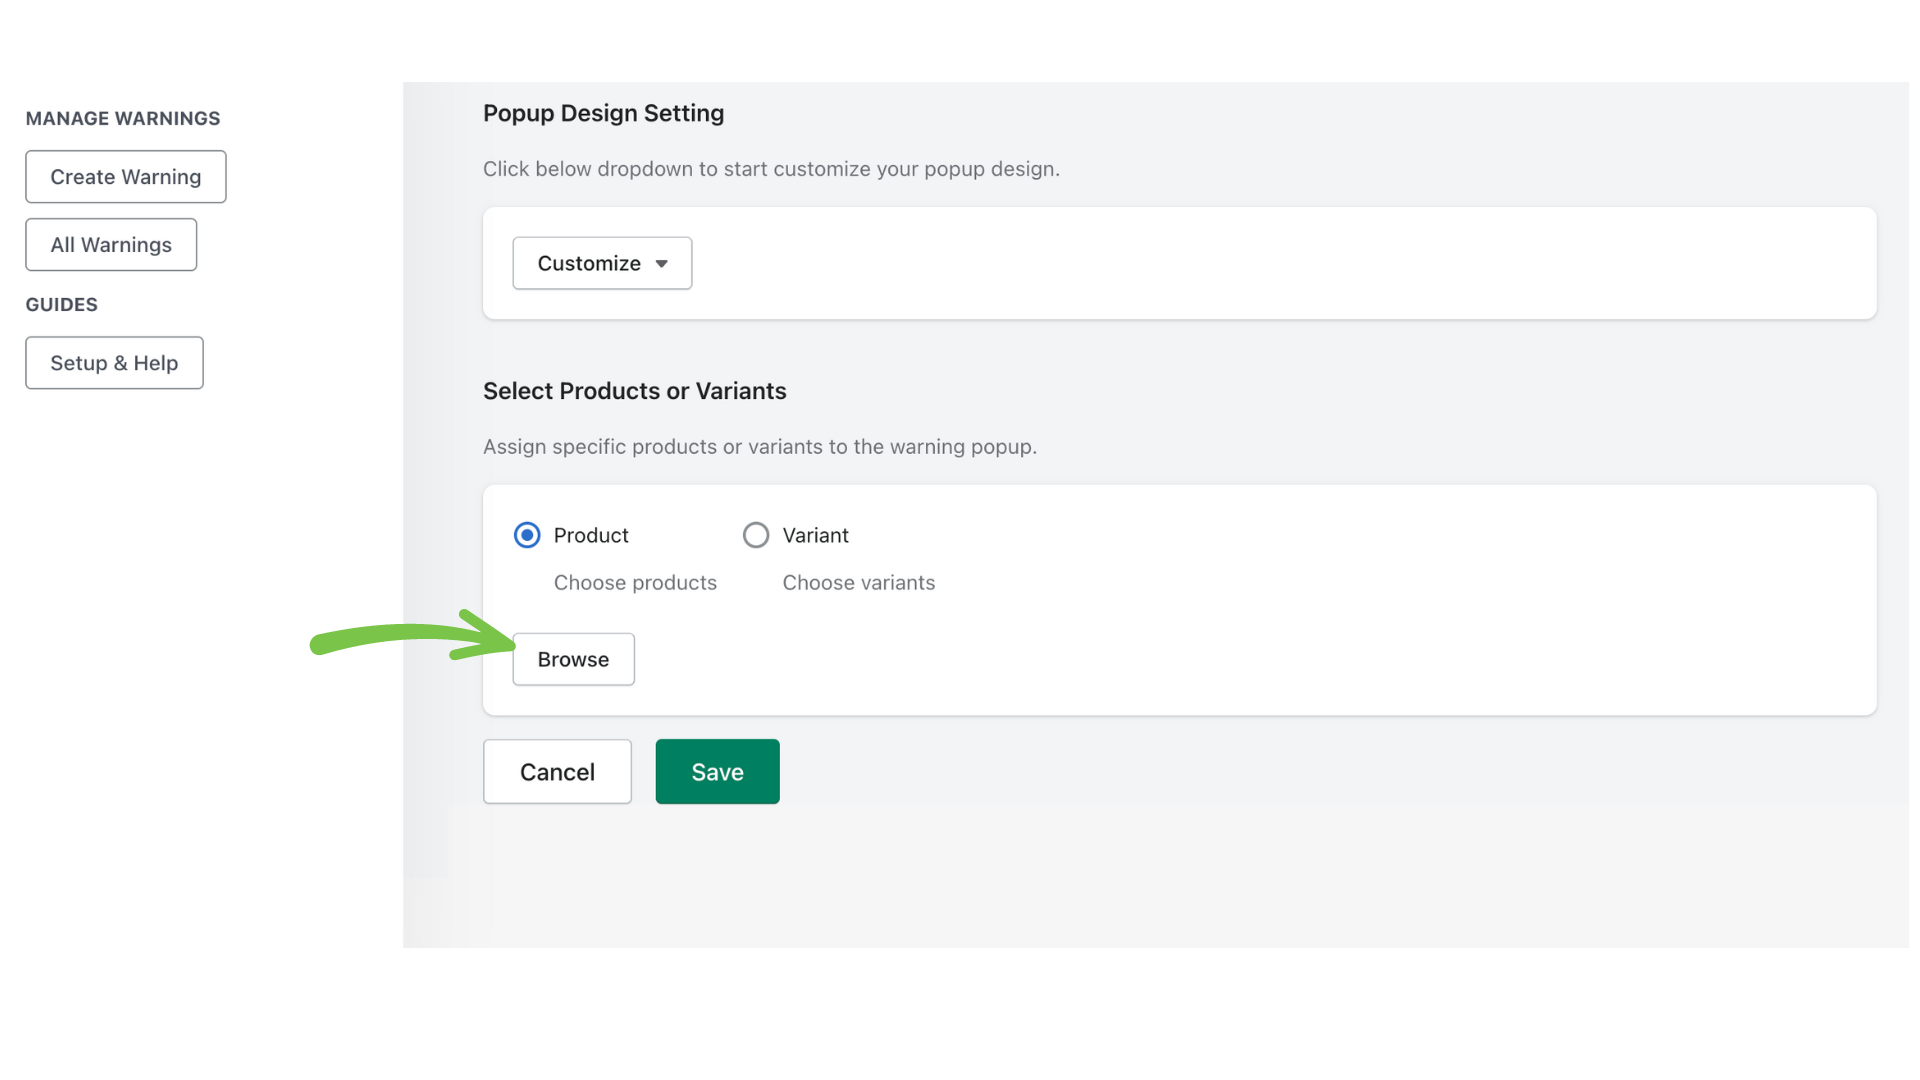 MANAGE WARNINGS
Create Warning
All Warnings
GUIDES
Setup & Help
Popup Design Setting
Click below dropdown to start customize your popup design.
Customize
Select Products or Variants
Assign specific products or variants to the warning popup.
Product
Variant
Choose products
Choose variants
Browse
Cancel
Save